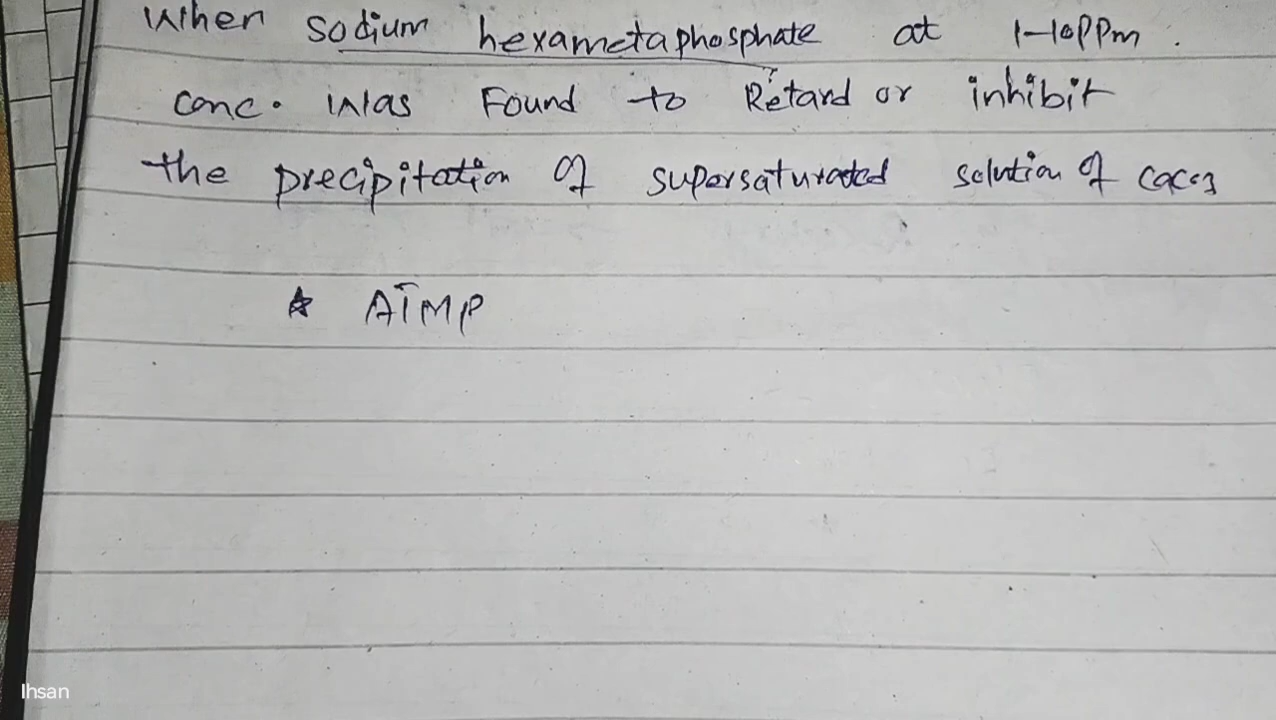 When sodium hexametaphosphate at 1-10PPm.
conc. Was Found to Retard or inhibit
the precipitation of supersaturated solution of caco3
☆ ATMP
Ihsan